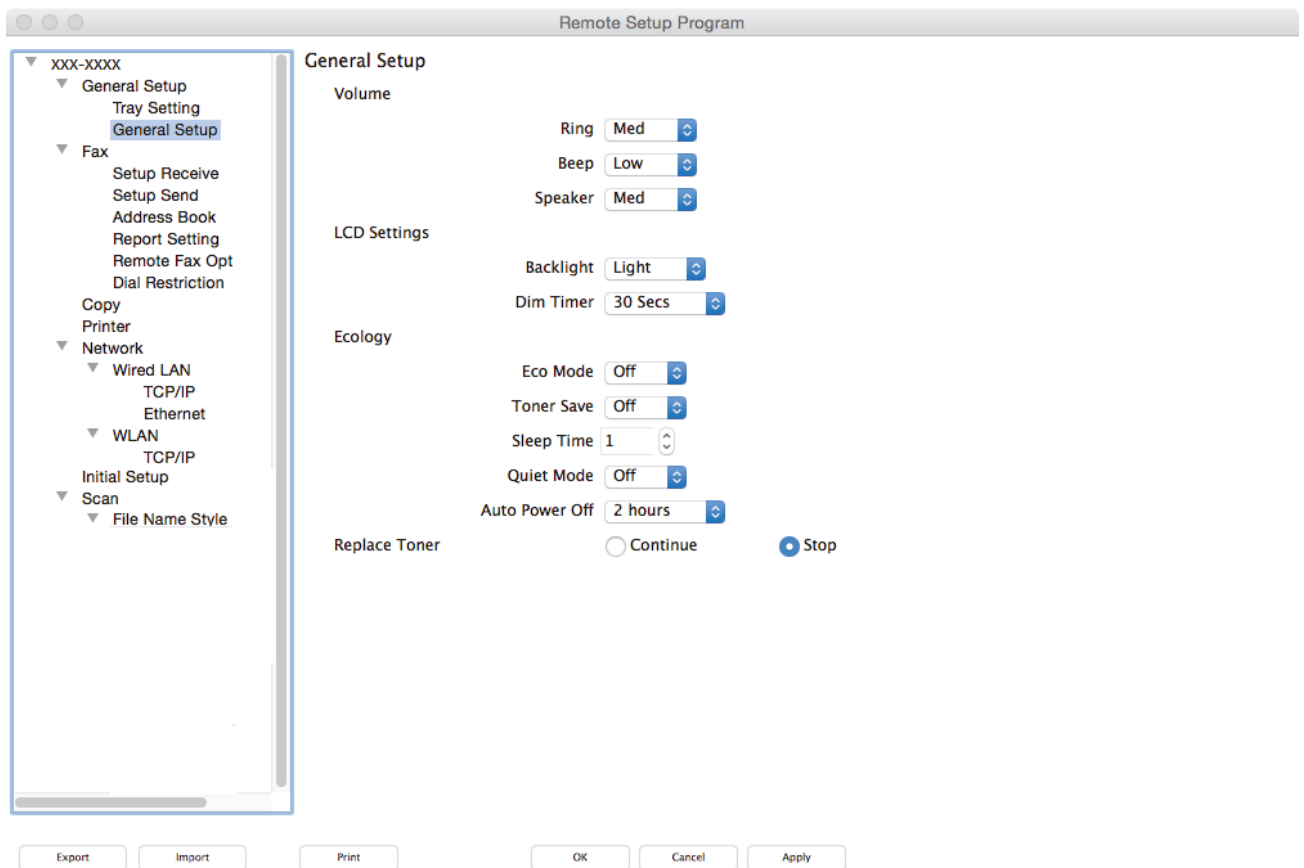 Remote Setup Program
XXX-XXXX
General Setup
Tray Setting
General Setup
Fax
Setup Receive
Setup Send
Address Book
Report Setting
Remote Fax Opt
Dial Restriction
Copy
Printer
Network
Wired LAN
TCP/IP
Ethernet
WLAN
TCP/IP
Initial Setup
Scan
File Name Style
General Setup
Volume
Ring Med
Beep Low
Speaker Med
LCD Settings
Backlight Light
Dim Timer 30 Secs
Ecology
Eco Mode Off
Toner Save Off
Sleep Time 1
Quiet Mode Off
Auto Power Off 2 hours
Replace Toner Continue Stop
Export Import Print OK Cancel Apply